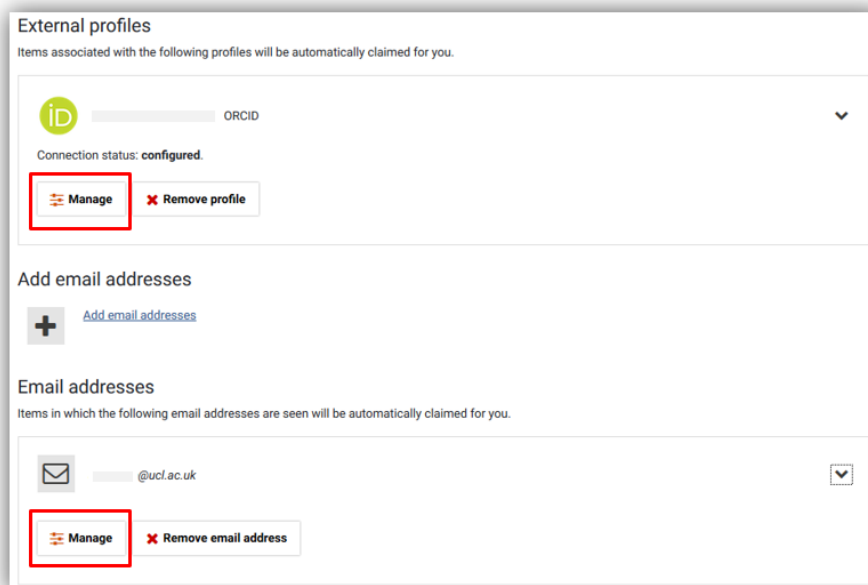 External profiles
Items associated with the following profiles will be automatically claimed for you.
iD ORCID
Connection status: configured.
Manage Remove profile
Add email addresses
Add email addresses
Email addresses
Items in which the following email addresses are seen will be automatically claimed for you.
@ucl.ac.uk
Manage Remove email address